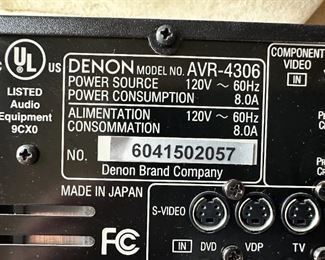 UL
LISTED
Audio
Equipment
9CX0
DENON MODEL NO. AVR-4306
POWER SOURCE 120V ~ 60Hz
POWER CONSUMPTION 8.0A
ALIMENTATION 120V ~ 60Hz
CONSOMMATION 8.0A
NO. 6041502057
Denon Brand Company
MADE IN JAPAN
FC
COMPONENT
VIDEO
IN
S-VIDEO
IN DVD VDP TV